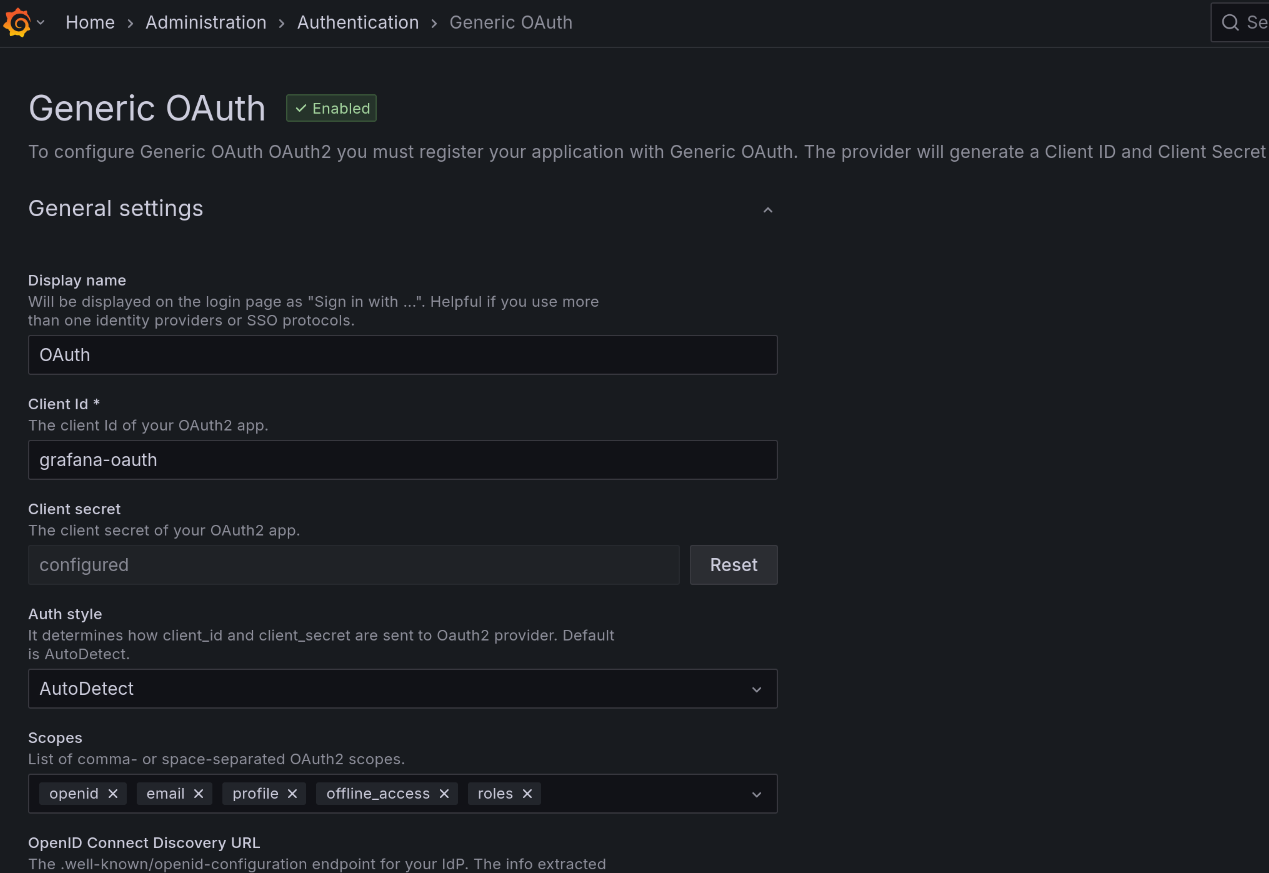 Home > Administration > Authentication > Generic OAuth
Se
Generic OAuth
Enabled
To configure Generic OAuth OAuth2 you must register your application with Generic OAuth. The provider will generate a Client ID and Client Secret
General settings
Display name
Will be displayed on the login page as "Sign in with ...". Helpful if you use more
than one identity providers or SSO protocols.
OAuth
Client Id *
The client Id of your OAuth2 app.
grafana-oauth
Client secret
The client secret of your OAuth2 app.
configured
Reset
Auth style
It determines how client_id and client_secret are sent to Oauth2 provider. Default
is AutoDetect.
AutoDetect
Scopes
List of comma- or space-separated OAuth2 scopes.
openid email profile offline_access roles
OpenID Connect Discovery URL
The .well-known/openid-configuration endpoint for your IdP. The info extracted